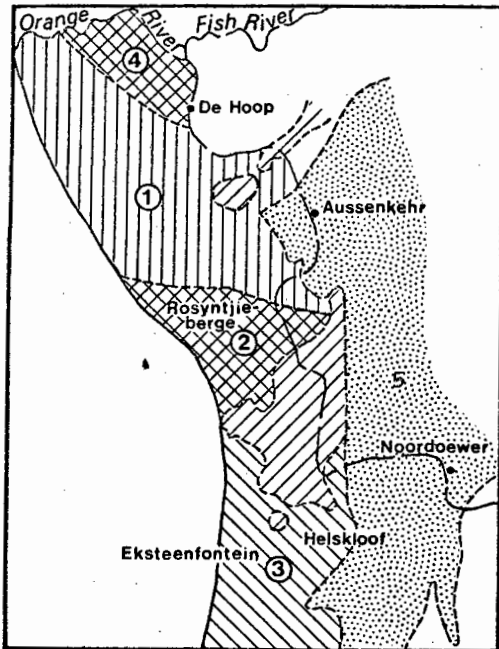 Orange River
Fish River
4
De Hoop
1
Aussenkehr
Rosyntjie-
berge
2
5
Noordoewer
Helskloof
Eksteenfontein
3